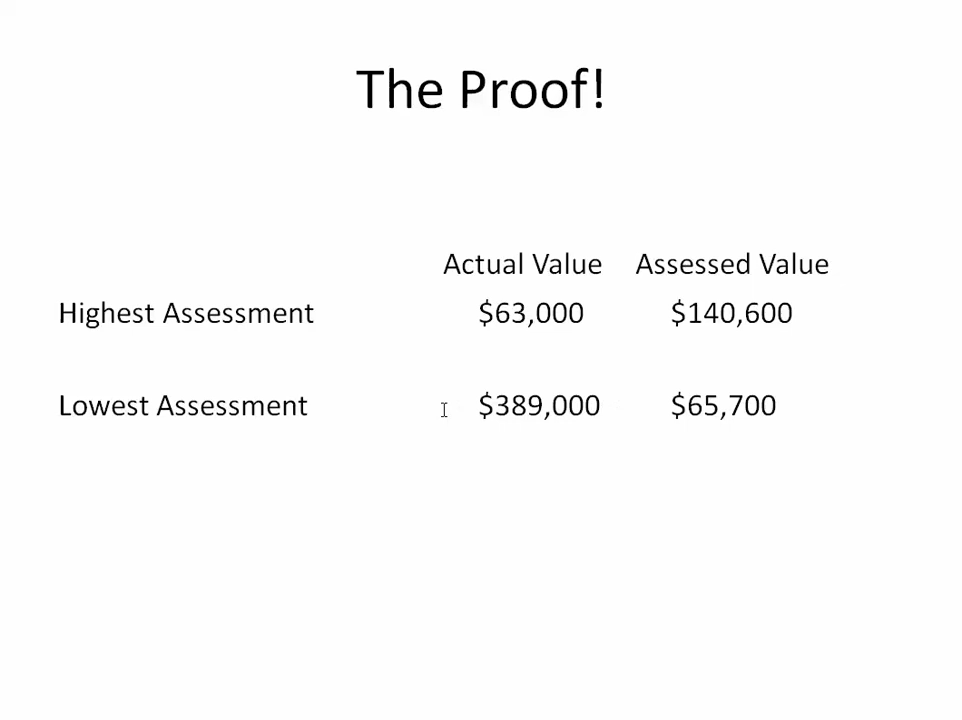 The Proof!
Actual Value Assessed Value
Highest Assessment $63,000 $140,600
Lowest Assessment $389,000 $65,700